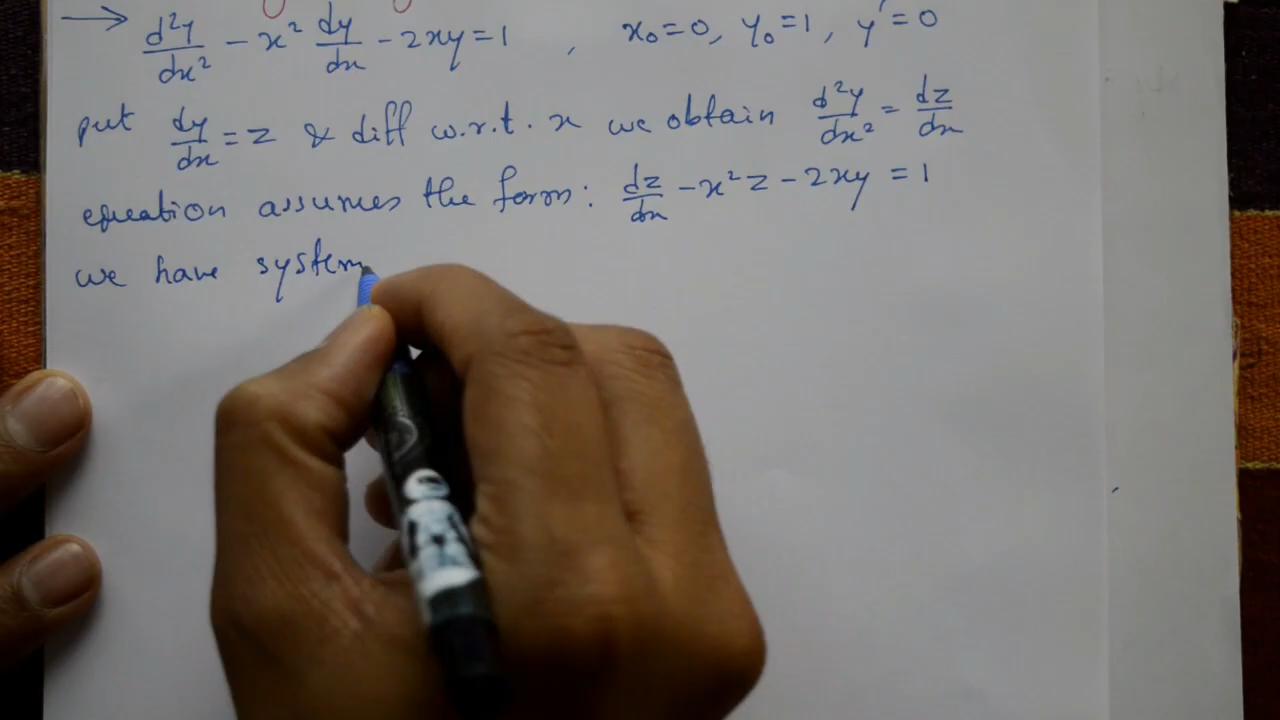 → d²y/dx² - x² dy/dx - 2xy = 1 , x₀=0, y₀=1, y'=0
put dy/dx = z & diff w.r.t. x we obtain d²y/dx² = dz/dx
equation assumes the form: dz/dx - x²z - 2xy = 1
we have system